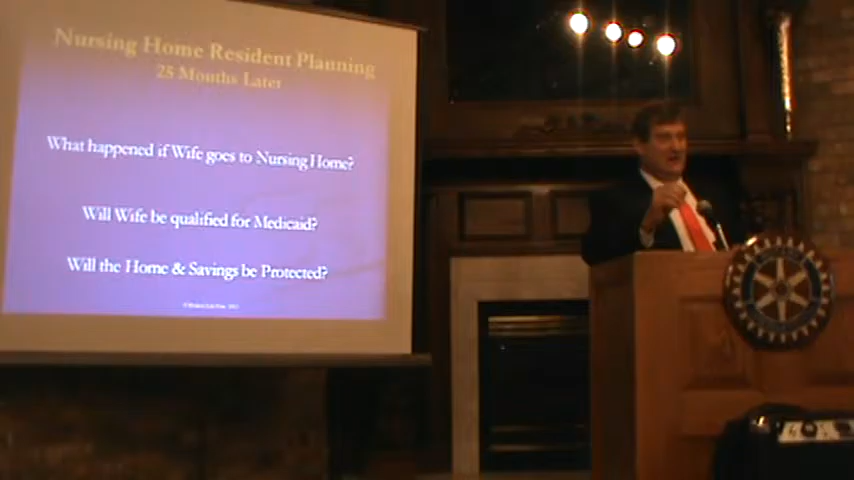 Nursing Home Resident Planning
25 Months Later
What happened if Wife goes to Nursing Home?
Will Wife be qualified for Medicaid?
Will the Home & Savings be Protected?